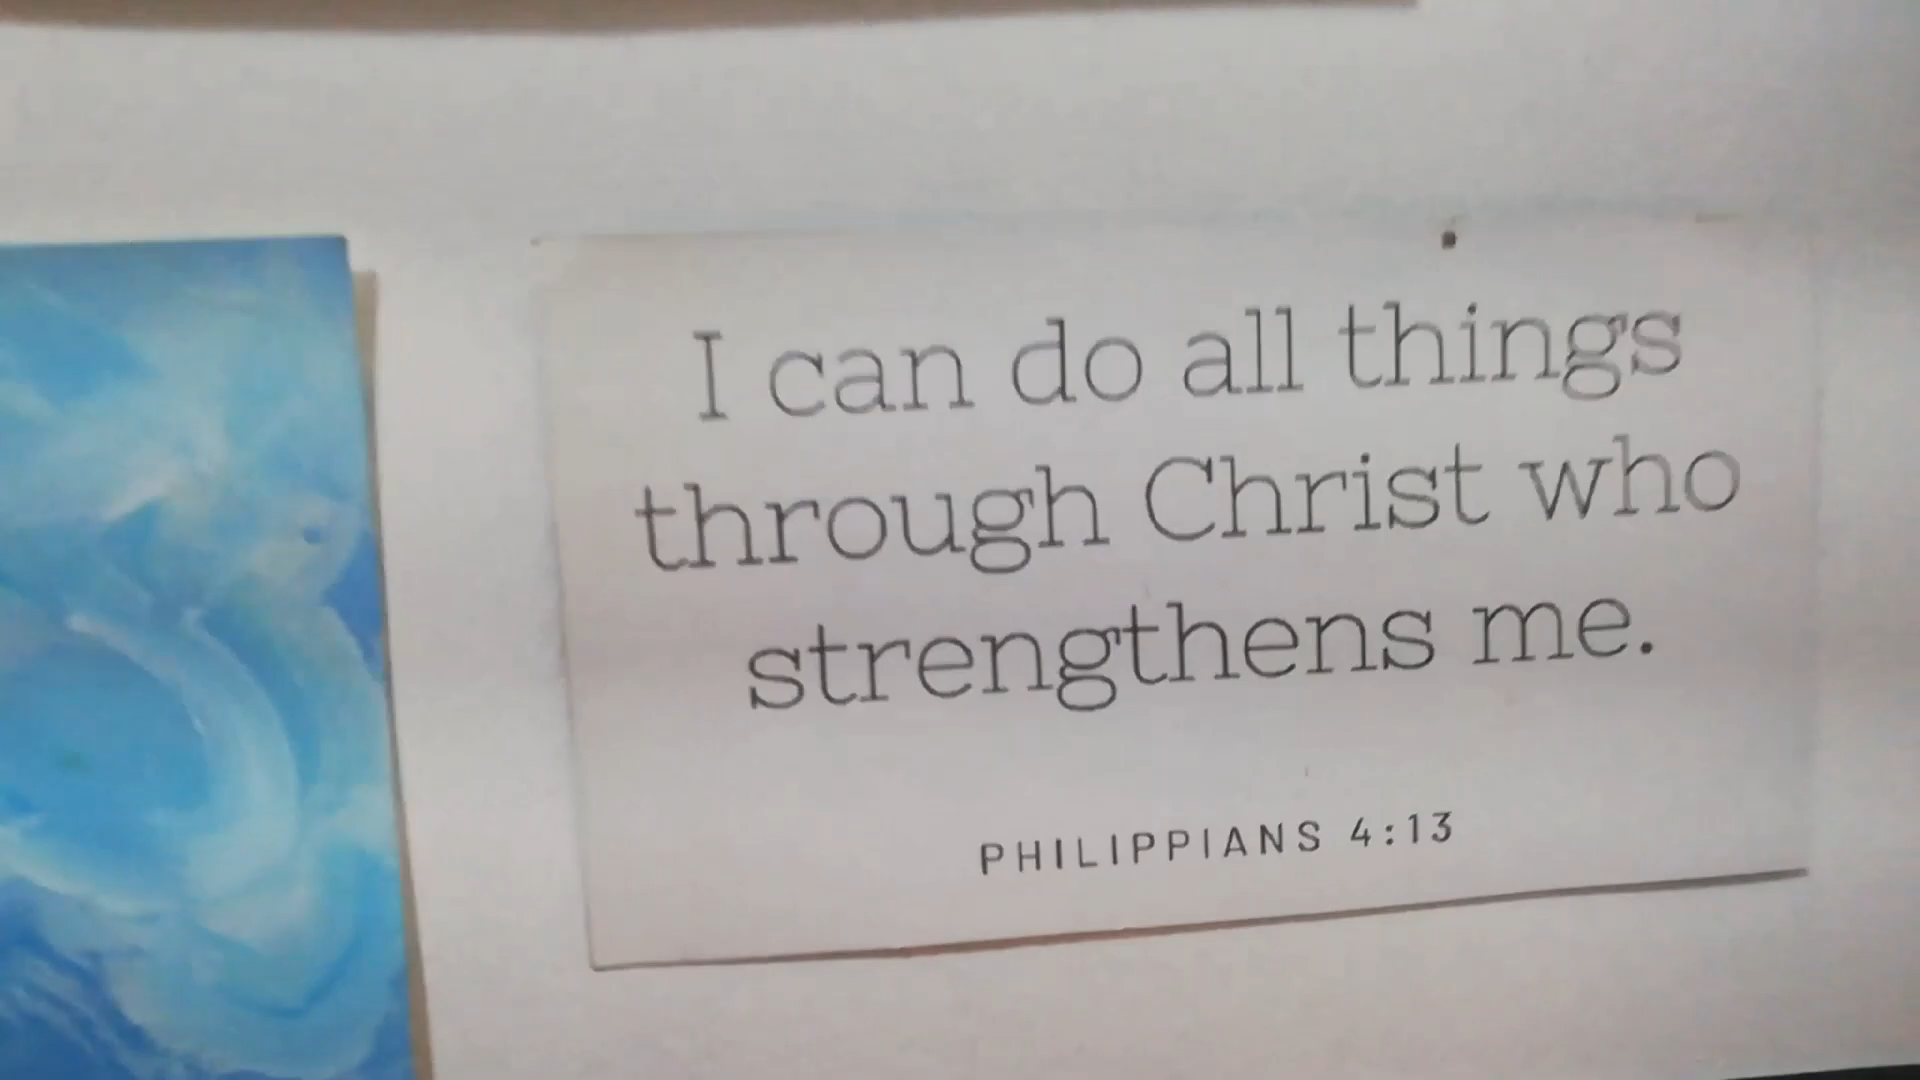 I can do all things
through Christ who
strengthens me.
PHILIPPIANS 4:13